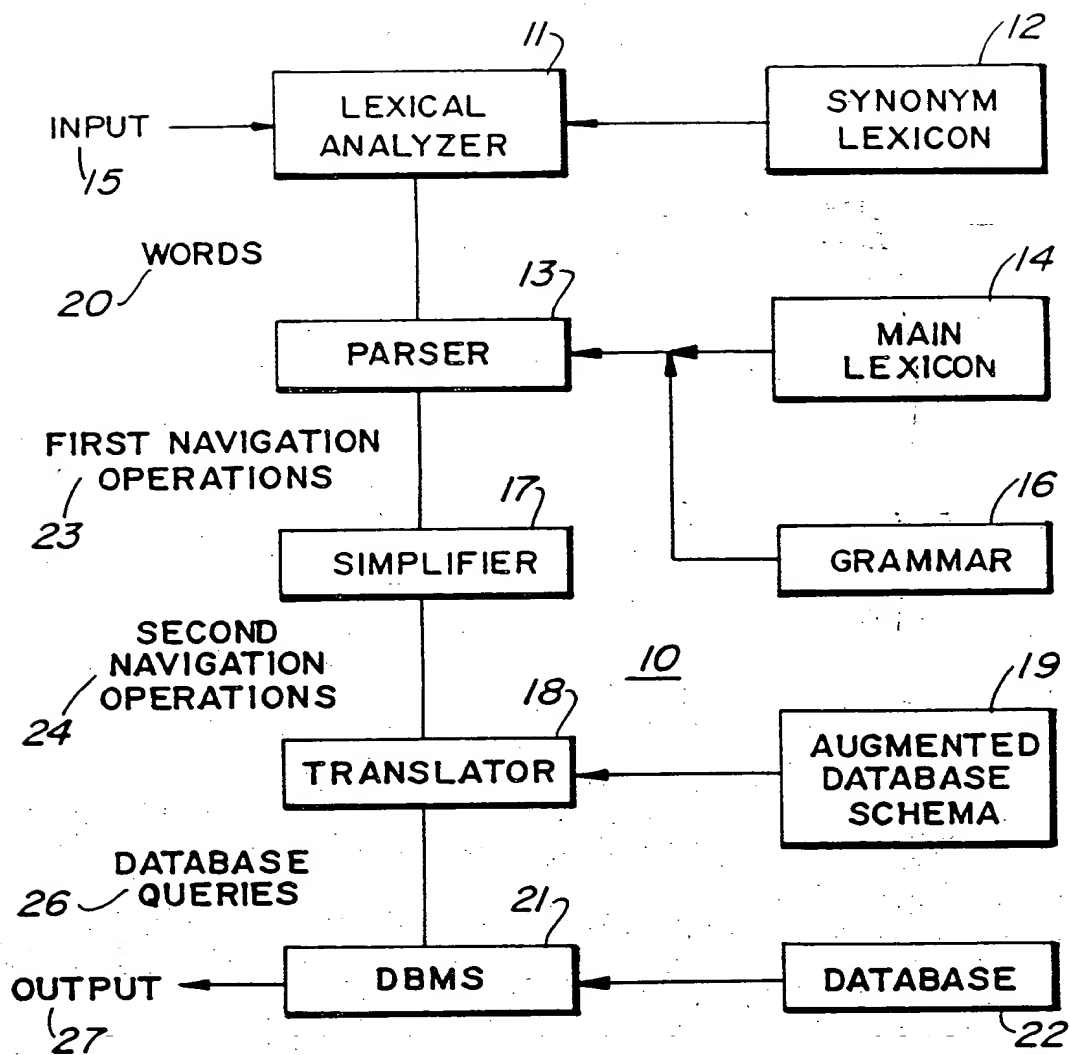 11
12
INPUT
15
LEXICAL
ANALYZER
SYNONYM
LEXICON
WORDS
20
13
14
PARSER
MAIN
LEXICON
FIRST NAVIGATION
OPERATIONS
23
17
16
SIMPLIFIER
GRAMMAR
SECOND
NAVIGATION
OPERATIONS
24
10
18
19
TRANSLATOR
AUGMENTED
DATABASE
SCHEMA
DATABASE
QUERIES
26
21
OUTPUT
27
DBMS
DATABASE
22